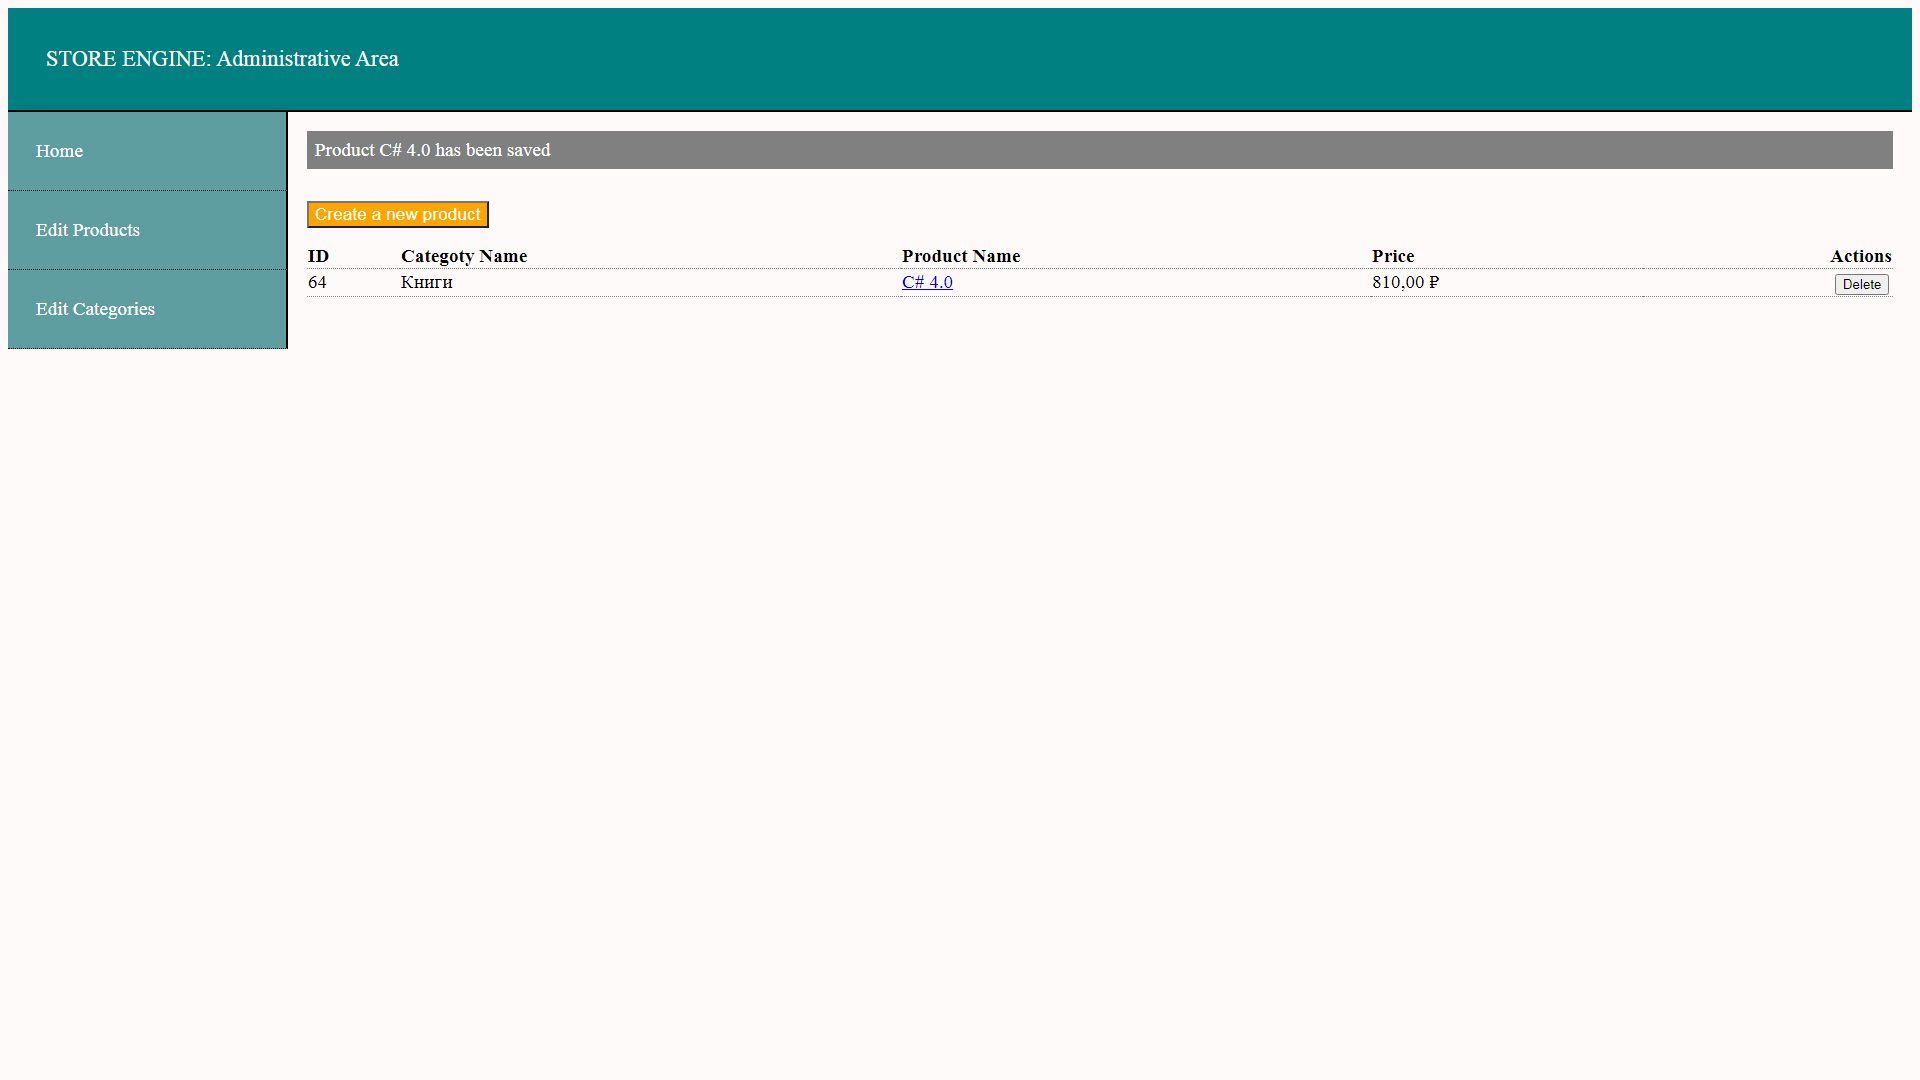 STORE ENGINE: Administrative Area
Home
Edit Products
Edit Categories
Product C# 4.0 has been saved
Create a new product
ID Categoty Name Product Name Price Actions
64 Книги C# 4.0 810,00 ₽ Delete